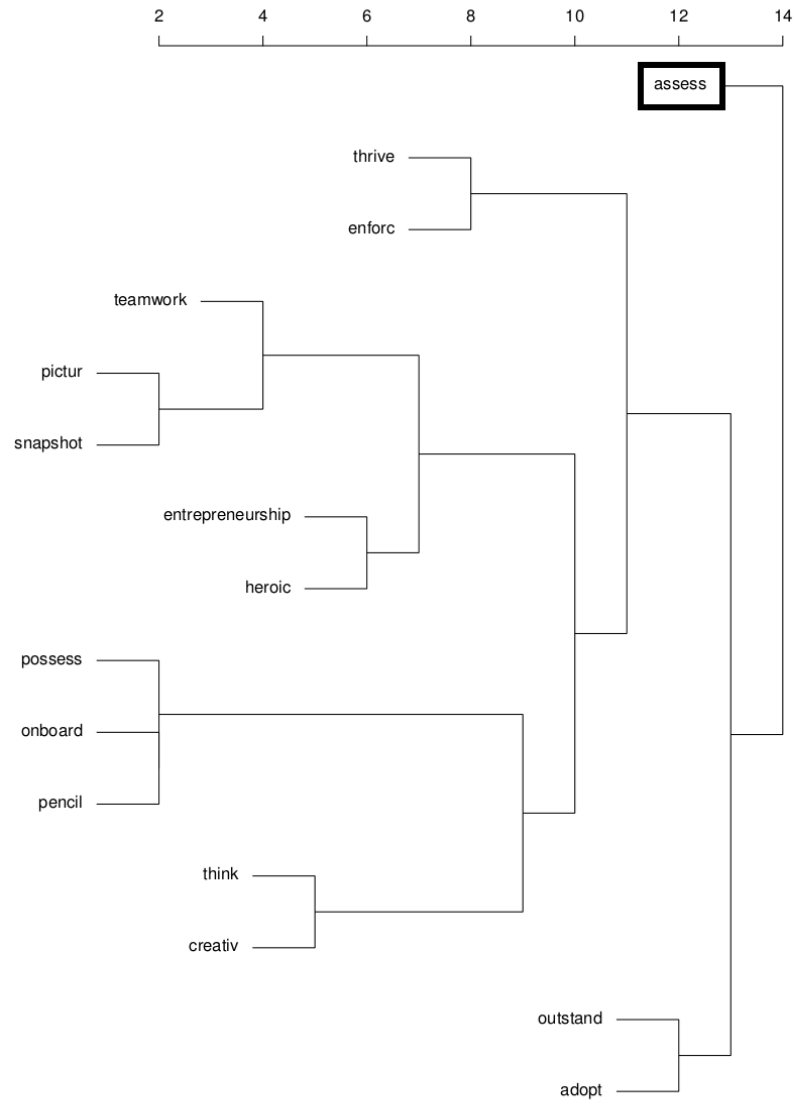 2 4 6 8 10 12 14
assess
thrive
enforc
teamwork
pictur
snapshot
entrepreneurship
heroic
possess
onboard
pencil
think
creativ
outstand
adopt